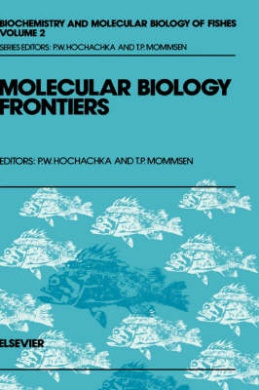 BIOCHEMISTRY AND MOLECULAR BIOLOGY OF FISHES
VOLUME 2
SERIES EDITORS: P.W. HOCHACHKA AND T.P. MOMMSEN
MOLECULAR BIOLOGY
FRONTIERS
EDITORS: P.W. HOCHACHKA AND T.P. MOMMSEN
ELSEVIER